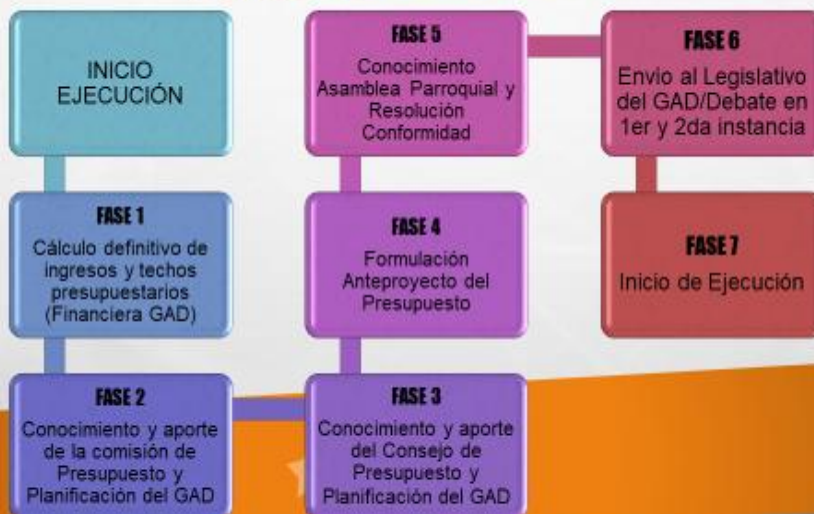 INICIO
EJECUCIÓN
FASE 1
Cálculo definitivo de
ingresos y techos
presupuestarios
(Financiera GAD)
FASE 2
Conocimiento y aporte
de la comisión de
Presupuesto y
Planificación del GAD
FASE 3
Conocimiento y aporte
del Consejo de
Presupuesto y
Planificación del GAD
FASE 4
Formulación
Anteproyecto del
Presupuesto
FASE 5
Conocimiento
Asamblea Parroquial y
Resolución
Conformidad
FASE 6
Envio al Legislativo
del GAD/Debate en
1er y 2da instancia
FASE 7
Inicio de Ejecución